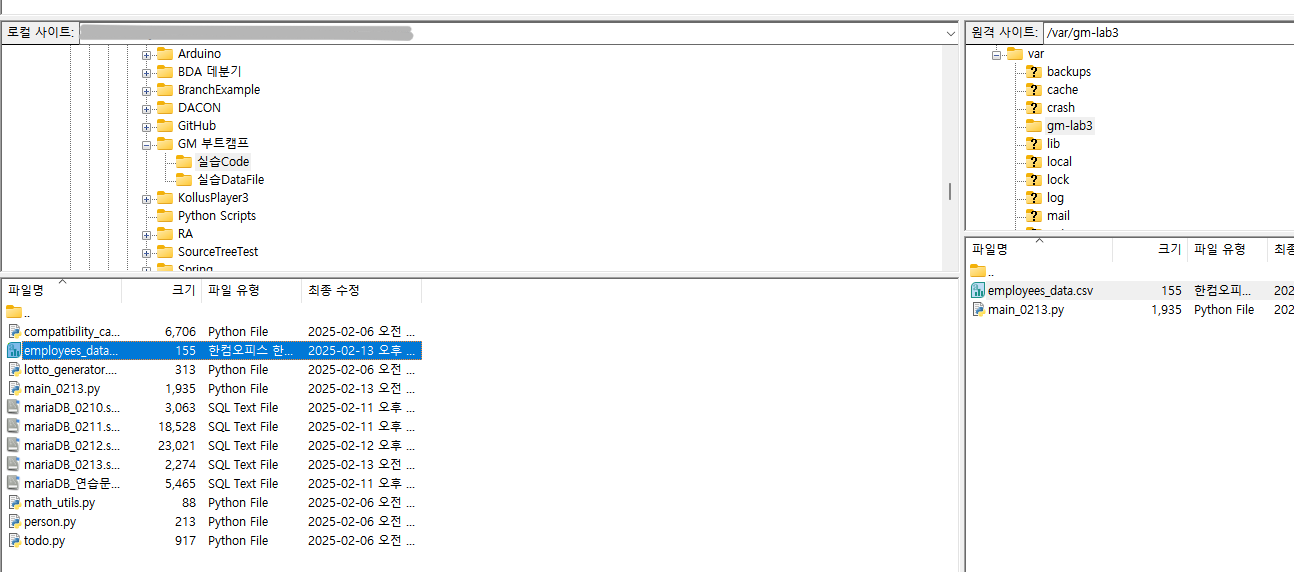 로컬 사이트:
Arduino
BDA 데분기
BranchExample
DACON
GitHub
GM 부트캠프
실습Code
실습DataFile
KollusPlayer3
Python Scripts
RA
SourceTreeTest
Spring
파일명 크기 파일 유형 최종 수정
..
compatibility_ca... 6,706 Python File 2025-02-06 오전 ...
employees_data... 155 한컴오피스 한... 2025-02-13 오후 ...
lotto_generator.... 313 Python File 2025-02-06 오전 ...
main_0213.py 1,935 Python File 2025-02-13 오전 ...
mariaDB_0210.s... 3,063 SQL Text File 2025-02-11 오후 ...
mariaDB_0211.s... 18,528 SQL Text File 2025-02-11 오후 ...
mariaDB_0212.s... 23,021 SQL Text File 2025-02-12 오후 ...
mariaDB_0213.s... 2,274 SQL Text File 2025-02-13 오전 ...
mariaDB_연습문... 5,465 SQL Text File 2025-02-11 오후 ...
math_utils.py 88 Python File 2025-02-06 오전 ...
person.py 213 Python File 2025-02-06 오전 ...
todo.py 917 Python File 2025-02-06 오전 ...
원격 사이트: /var/gm-lab3
var
backups
cache
crash
gm-lab3
lib
local
lock
log
mail
파일명 크기 파일 유형 최종
..
employees_data.csv 155 한컴오피... 202
main_0213.py 1,935 Python File 202